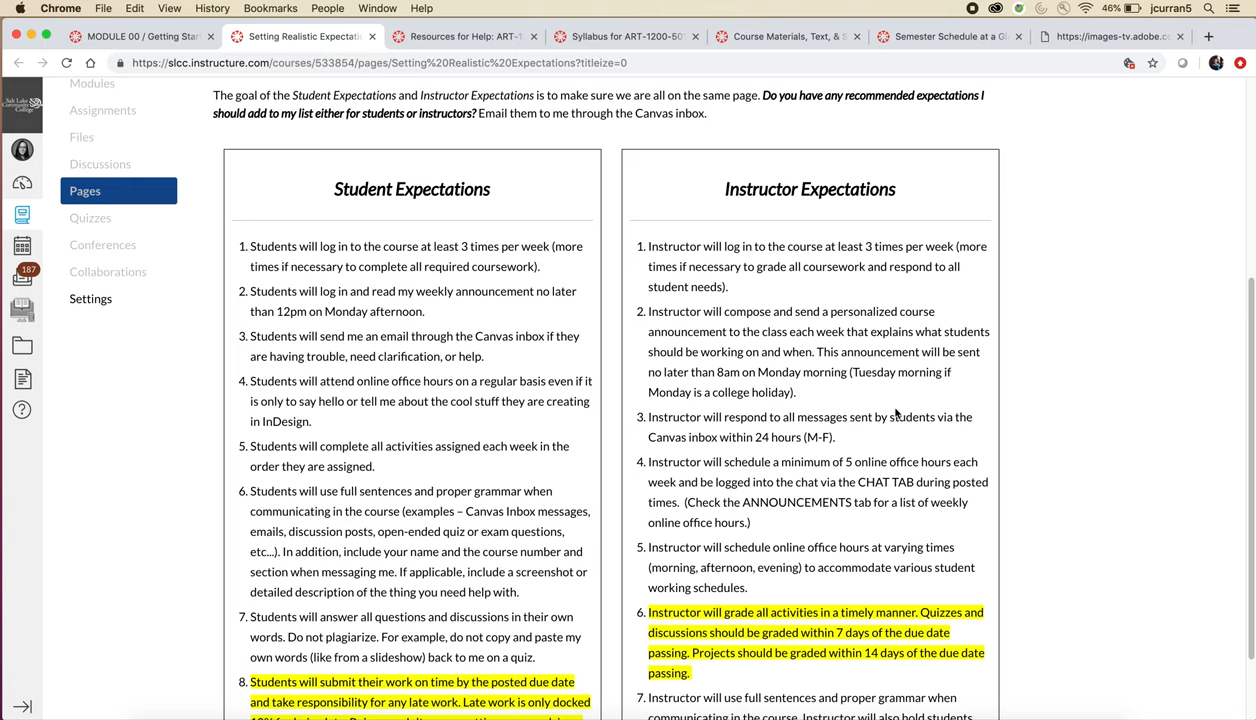 Chrome File Edit View History Bookmarks People Window Help 46% jcurran5
MODULE 00 / Getting Star × Setting Realistic Expectatio × Resources for Help: ART-1 × Syllabus for ART-1200-501 × Course Materials, Text, & S × Semester Schedule at a Gl × https://images-tv.adobe.c × +
https://slcc.instructure.com/courses/533854/pages/Setting%20Realistic%20Expectations?titleize=0
Salt Lake
Community
College
187
Modules
Assignments
Files
Discussions
Pages
Quizzes
Conferences
Collaborations
Settings
The goal of the Student Expectations and Instructor Expectations is to make sure we are all on the same page. Do you have any recommended expectations I
should add to my list either for students or instructors? Email them to me through the Canvas inbox.
Student Expectations
1. Students will log in to the course at least 3 times per week (more
times if necessary to complete all required coursework).
2. Students will log in and read my weekly announcement no later
than 12pm on Monday afternoon.
3. Students will send me an email through the Canvas inbox if they
are having trouble, need clarification, or help.
4. Students will attend online office hours on a regular basis even if it
is only to say hello or tell me about the cool stuff they are creating
in InDesign.
5. Students will complete all activities assigned each week in the
order they are assigned.
6. Students will use full sentences and proper grammar when
communicating in the course (examples – Canvas Inbox messages,
emails, discussion posts, open-ended quiz or exam questions,
etc...). In addition, include your name and the course number and
section when messaging me. If applicable, include a screenshot or
detailed description of the thing you need help with.
7. Students will answer all questions and discussions in their own
words. Do not plagiarize. For example, do not copy and paste my
own words (like from a slideshow) back to me on a quiz.
8. Students will submit their work on time by the posted due date
and take responsibility for any late work. Late work is only docked
Instructor Expectations
1. Instructor will log in to the course at least 3 times per week (more
times if necessary to grade all coursework and respond to all
student needs).
2. Instructor will compose and send a personalized course
announcement to the class each week that explains what students
should be working on and when. This announcement will be sent
no later than 8am on Monday morning (Tuesday morning if
Monday is a college holiday).
3. Instructor will respond to all messages sent by students via the
Canvas inbox within 24 hours (M-F).
4. Instructor will schedule a minimum of 5 online office hours each
week and be logged into the chat via the CHAT TAB during posted
times. (Check the ANNOUNCEMENTS tab for a list of weekly
online office hours.)
5. Instructor will schedule online office hours at varying times
(morning, afternoon, evening) to accommodate various student
working schedules.
6. Instructor will grade all activities in a timely manner. Quizzes and
discussions should be graded within 7 days of the due date
passing. Projects should be graded within 14 days of the due date
passing.
7. Instructor will use full sentences and proper grammar when
communicating in the course. Instructor will also hold students